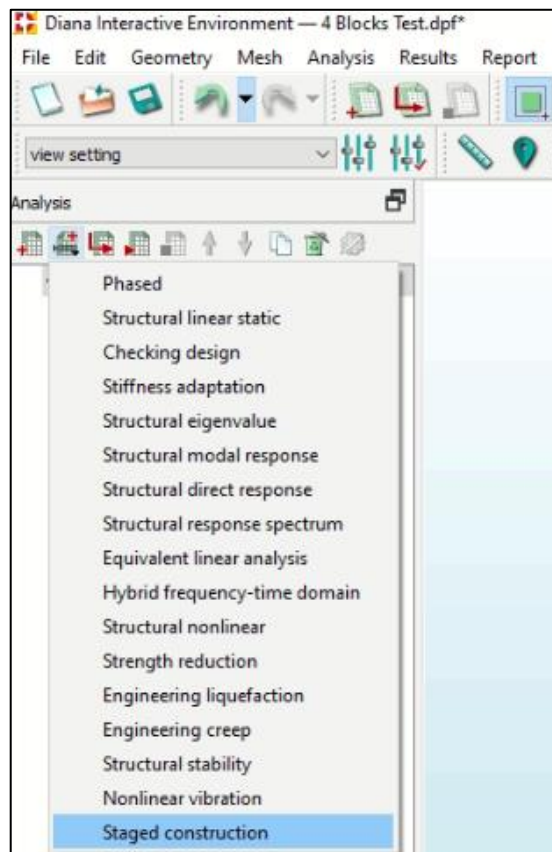 Diana Interactive Environment — 4 Blocks Test.dpf*
File Edit Geometry Mesh Analysis Results Report
view setting
Analysis
Phased
Structural linear static
Checking design
Stiffness adaptation
Structural eigenvalue
Structural modal response
Structural direct response
Structural response spectrum
Equivalent linear analysis
Hybrid frequency-time domain
Structural nonlinear
Strength reduction
Engineering liquefaction
Engineering creep
Structural stability
Nonlinear vibration
Staged construction